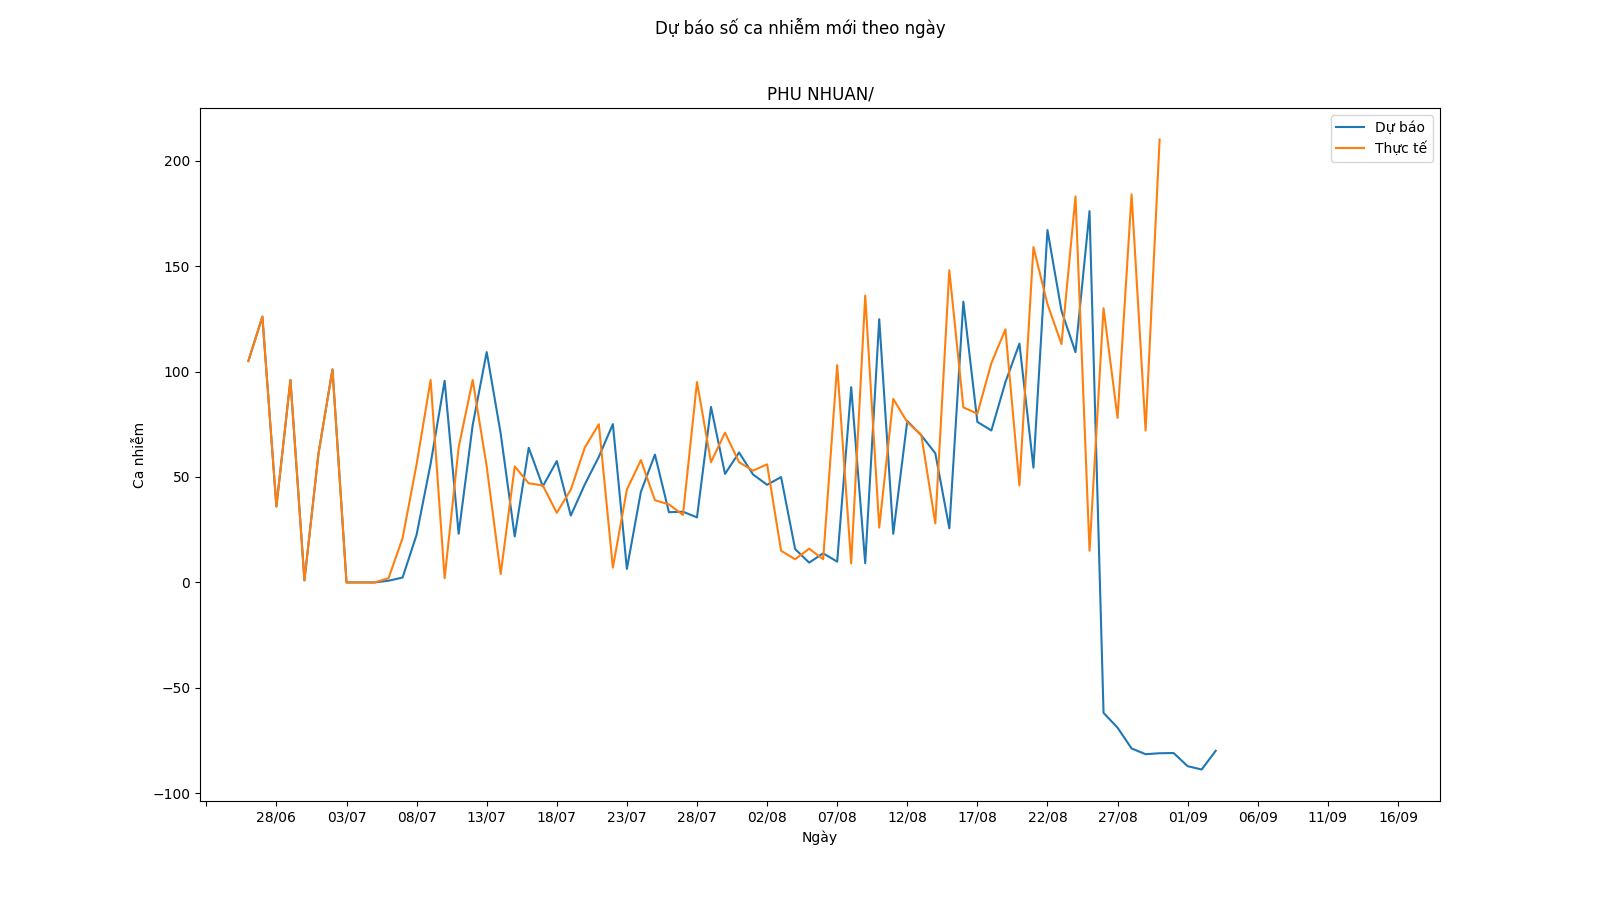 Dự báo số ca nhiễm mới theo ngày
PHU NHUAN/
Dự báo
Thực tế
200
150
100
50
0
−50
−100
Ca nhiễm
28/06 03/07 08/07 13/07 18/07 23/07 28/07 02/08 07/08 12/08 17/08 22/08 27/08 01/09 06/09 11/09 16/09
Ngày